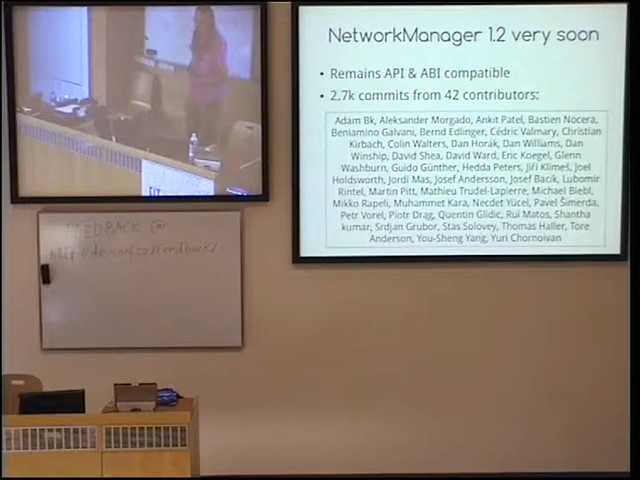 NetworkManager 1.2 very soon
• Remains API & ABI compatible
• 2.7k commits from 42 contributors:
Adam Bk, Aleksander Morgado, Ankit Patel, Bastien Nocera,
Beniamino Galvani, Bernd Edlinger, Cédric Valmary, Christian
Kirbach, Colin Walters, Dan Horák, Dan Williams, Dan
Winship, David Shea, David Ward, Eric Koegel, Glenn
Washburn, Guido Günther, Hedda Peters, Jiří Klimeš, Joel
Holdsworth, Jordi Mas, Josef Andersson, Josef Bacik, Lubomir
Rintel, Martin Pitt, Mathieu Trudel-Lapierre, Michael Biebl,
Mikko Rapeli, Muhammet Kara, Necdet Yücel, Pavel Šimerda,
Petr Vorel, Piotr Drąg, Quentin Glidic, Rui Matos, Shantha
kumar, Srdjan Grubor, Stas Solovey, Thomas Haller, Tore
Anderson, You-Sheng Yang, Yuri Chornoivan
FEEDBACK @